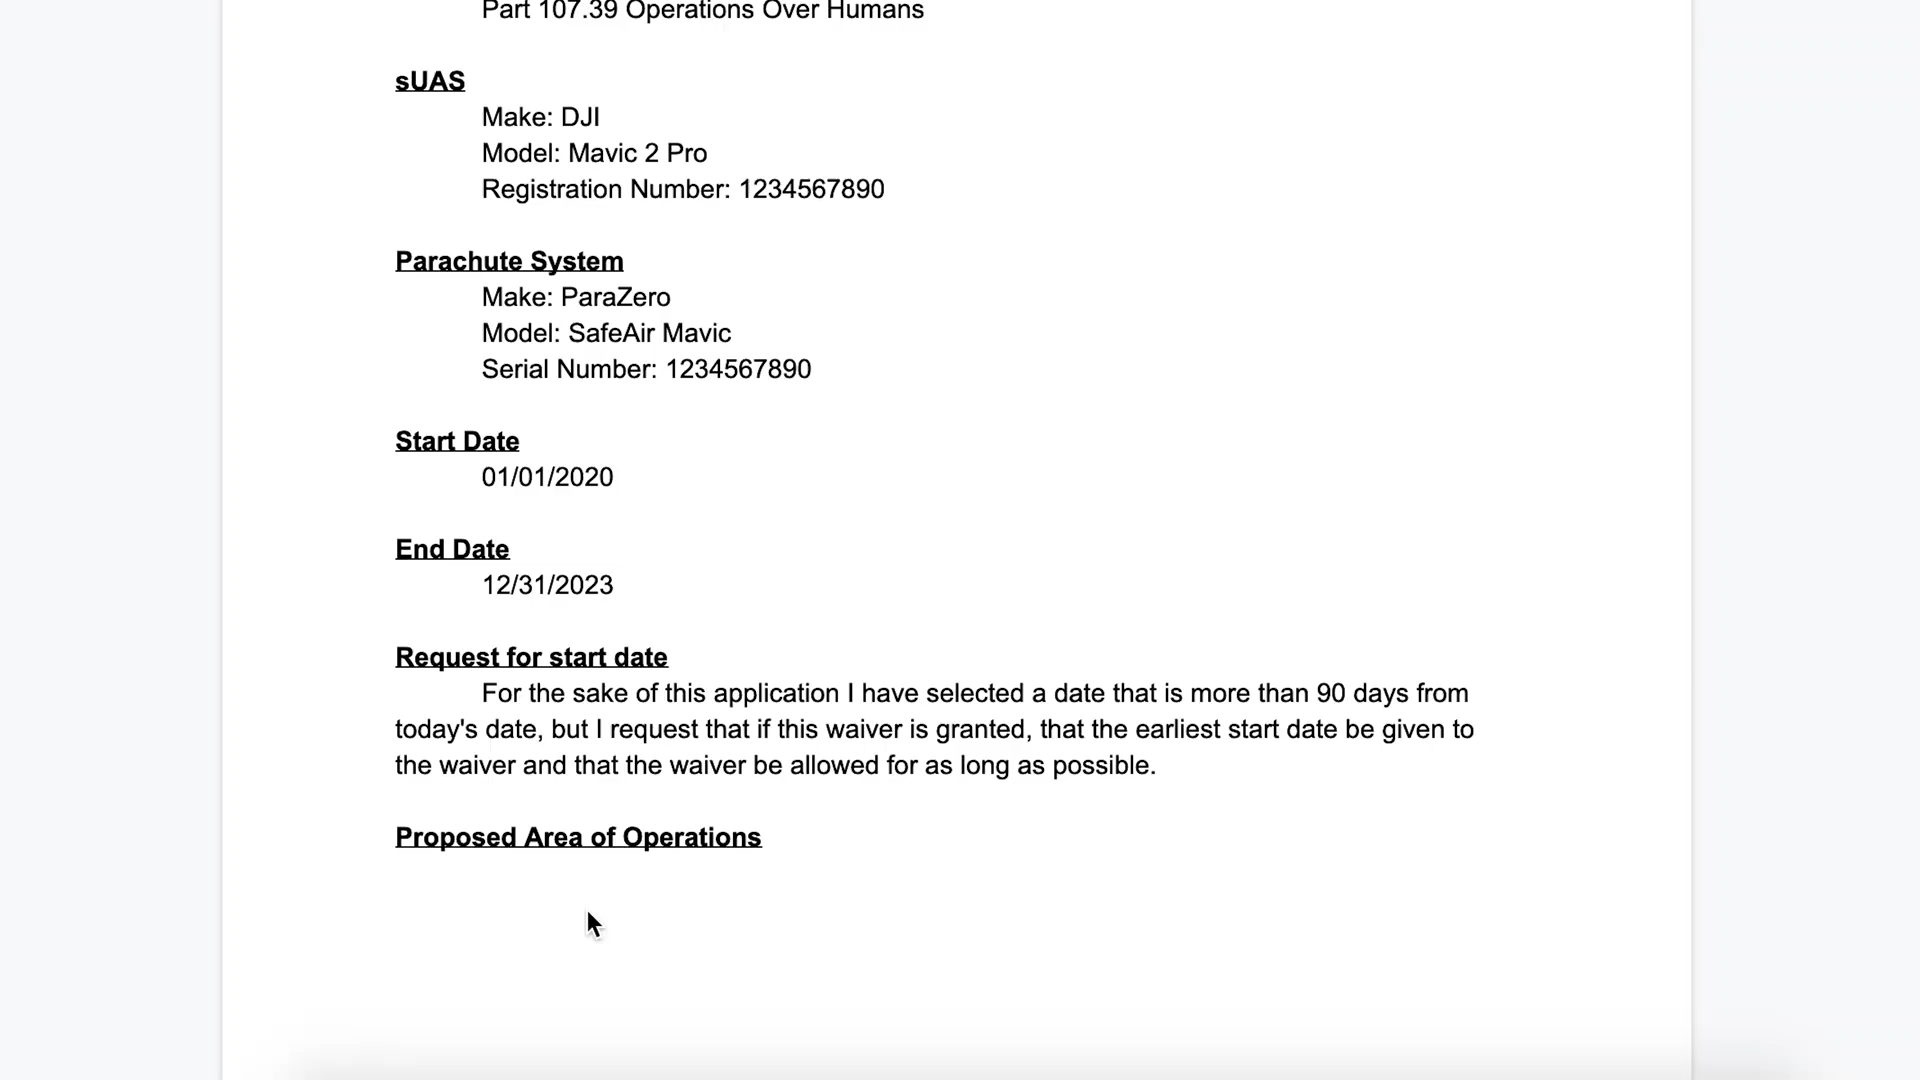 Part 107.39 Operations Over Humans
sUAS
Make: DJI
Model: Mavic 2 Pro
Registration Number: 1234567890
Parachute System
Make: ParaZero
Model: SafeAir Mavic
Serial Number: 1234567890
Start Date
01/01/2020
End Date
12/31/2023
Request for start date
For the sake of this application I have selected a date that is more than 90 days from
today's date, but I request that if this waiver is granted, that the earliest start date be given to
the waiver and that the waiver be allowed for as long as possible.
Proposed Area of Operations